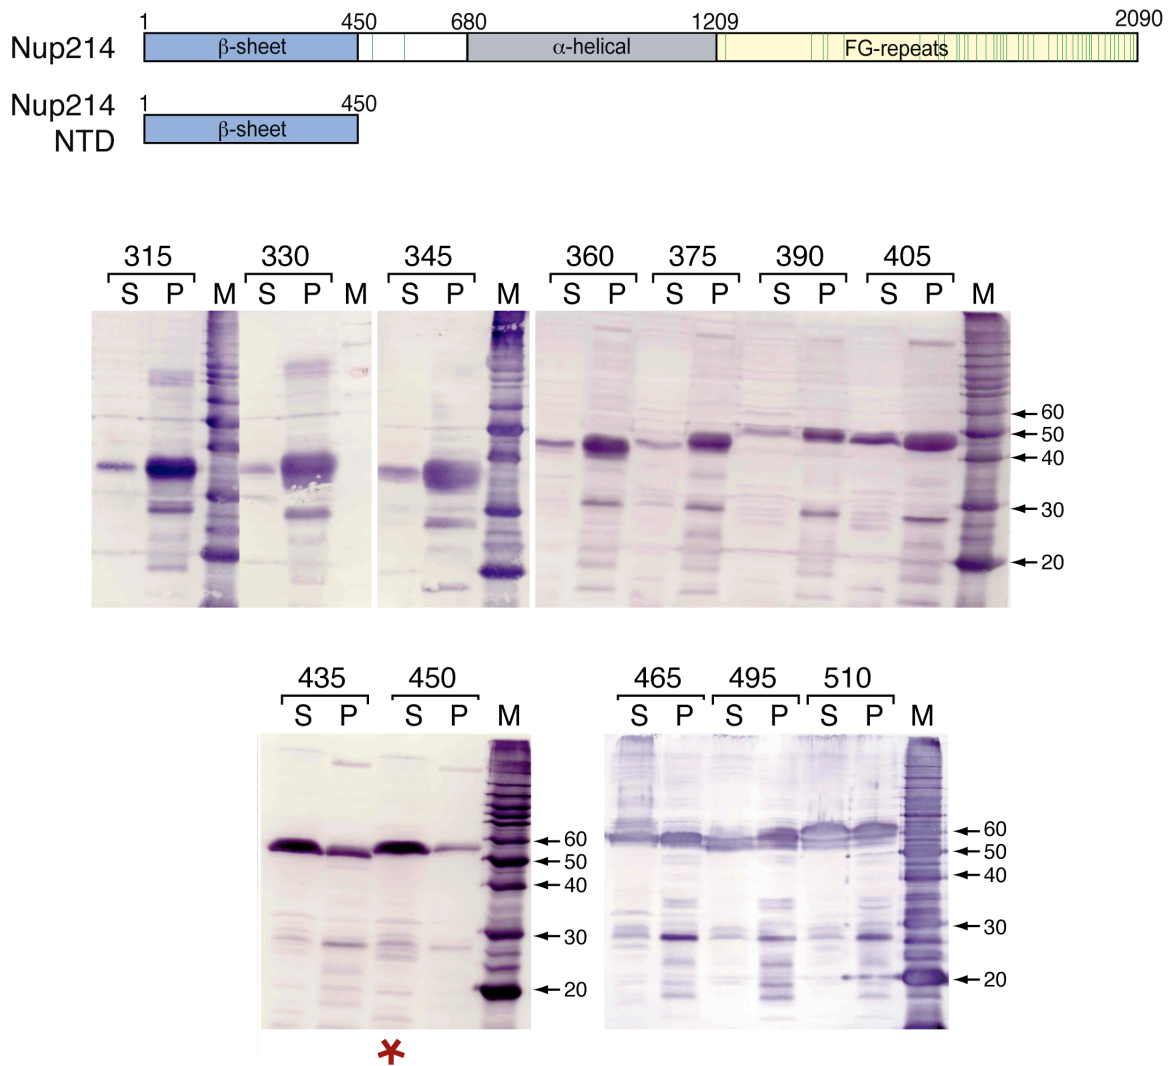 1 450 680 1209 2090
Nup214 β-sheet α-helical FG-repeats
Nup214 1 450
NTD β-sheet
315 330 345 360 375 390 405
S P M S P M S P M S P S P S P S P M
60
50
40
30
20
435 450 465 495 510
S P S P M S P S P S P M
60 60
50 50
40 40
30 30
20 20
*